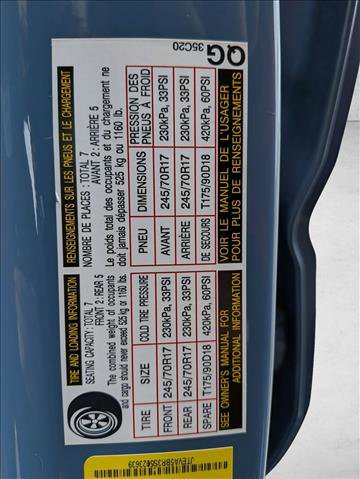 TIRE AND LOADING INFORMATION
SEATING CAPACITY : TOTAL 7
FRONT 2 : REAR 5
The combined weight of occupants
and cargo should never exceed 525 kg or 1160 lbs.
TIRE SIZE COLD TIRE PRESSURE
FRONT 245/70R17 230kPa, 33PSI
REAR 245/70R17 230kPa, 33PSI
SPARE T175/90D18 420kPa, 60PSI
SEE OWNER'S MANUAL FOR
ADDITIONAL INFORMATION
RENSEIGNEMENTS SUR LES PNEUS ET LE CHARGEMENT
NOMBRE DE PLACES : TOTAL 7
AVANT 2 : ARRIÈRE 5
Le poids total des occupants et du chargement ne
doit jamais dépasser 525 kg ou 1160 lb.
PNEU DIMENSIONS PRESSION DES
PNEUS À FROID
AVANT 245/70R17 230kPa, 33PSI
ARRIÈRE 245/70R17 230kPa, 33PSI
DE SECOURS T175/90D18 420kPa, 60PSI
VOIR LE MANUEL DE L'USAGER
POUR PLUS DE RENSEIGNEMENTS
QG
35C20